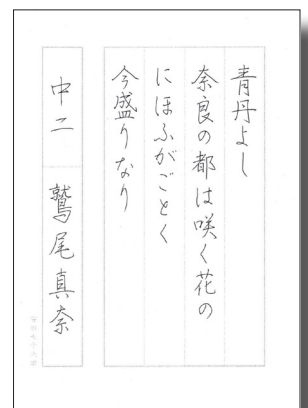 青丹よし
奈良の都は咲く花の
にほふがごとく
今盛りなり
中二 鷲尾真奈